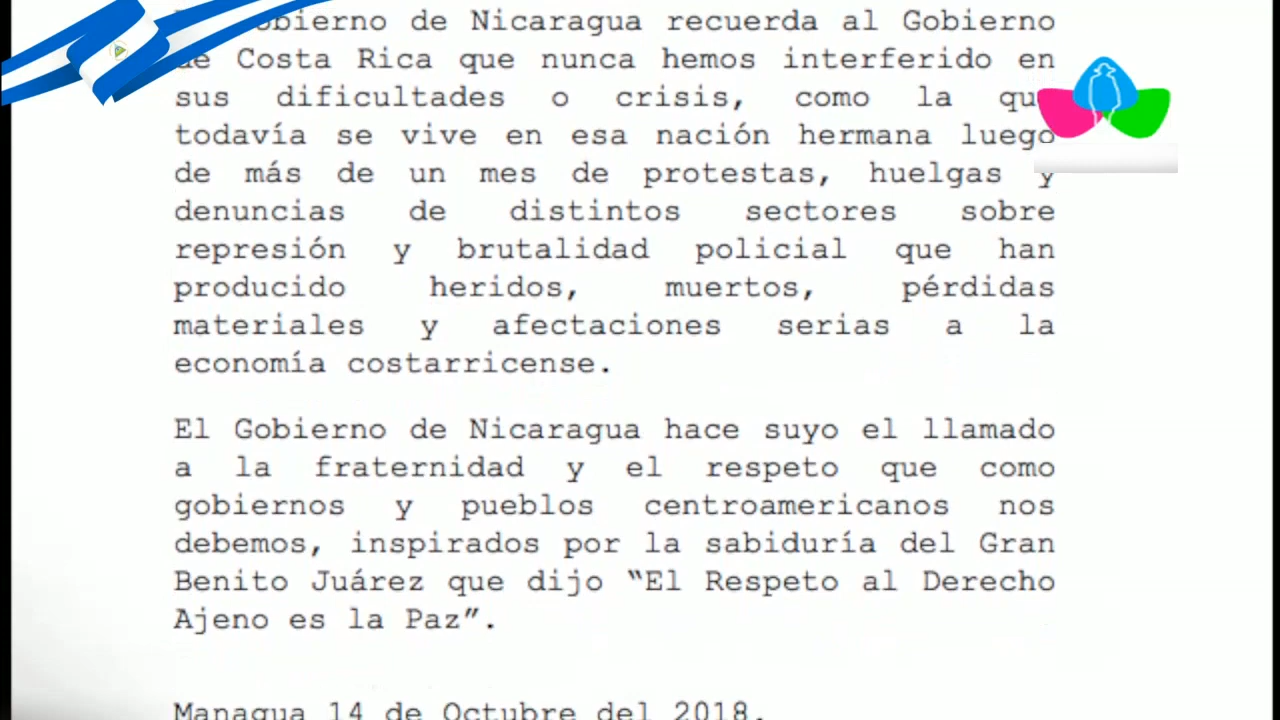 Gobierno de Nicaragua recuerda al Gobierno
de Costa Rica que nunca hemos interferido en
sus dificultades o crisis, como la que
todavía se vive en esa nación hermana luego
de más de un mes de protestas, huelgas y
denuncias de distintos sectores sobre
represión y brutalidad policial que han
producido heridos, muertos, pérdidas
materiales y afectaciones serias a la
economía costarricense.
El Gobierno de Nicaragua hace suyo el llamado
a la fraternidad y el respeto que como
gobiernos y pueblos centroamericanos nos
debemos, inspirados por la sabiduría del Gran
Benito Juárez que dijo “El Respeto al Derecho
Ajeno es la Paz”.
Managua 14 de Octubre del 2018.